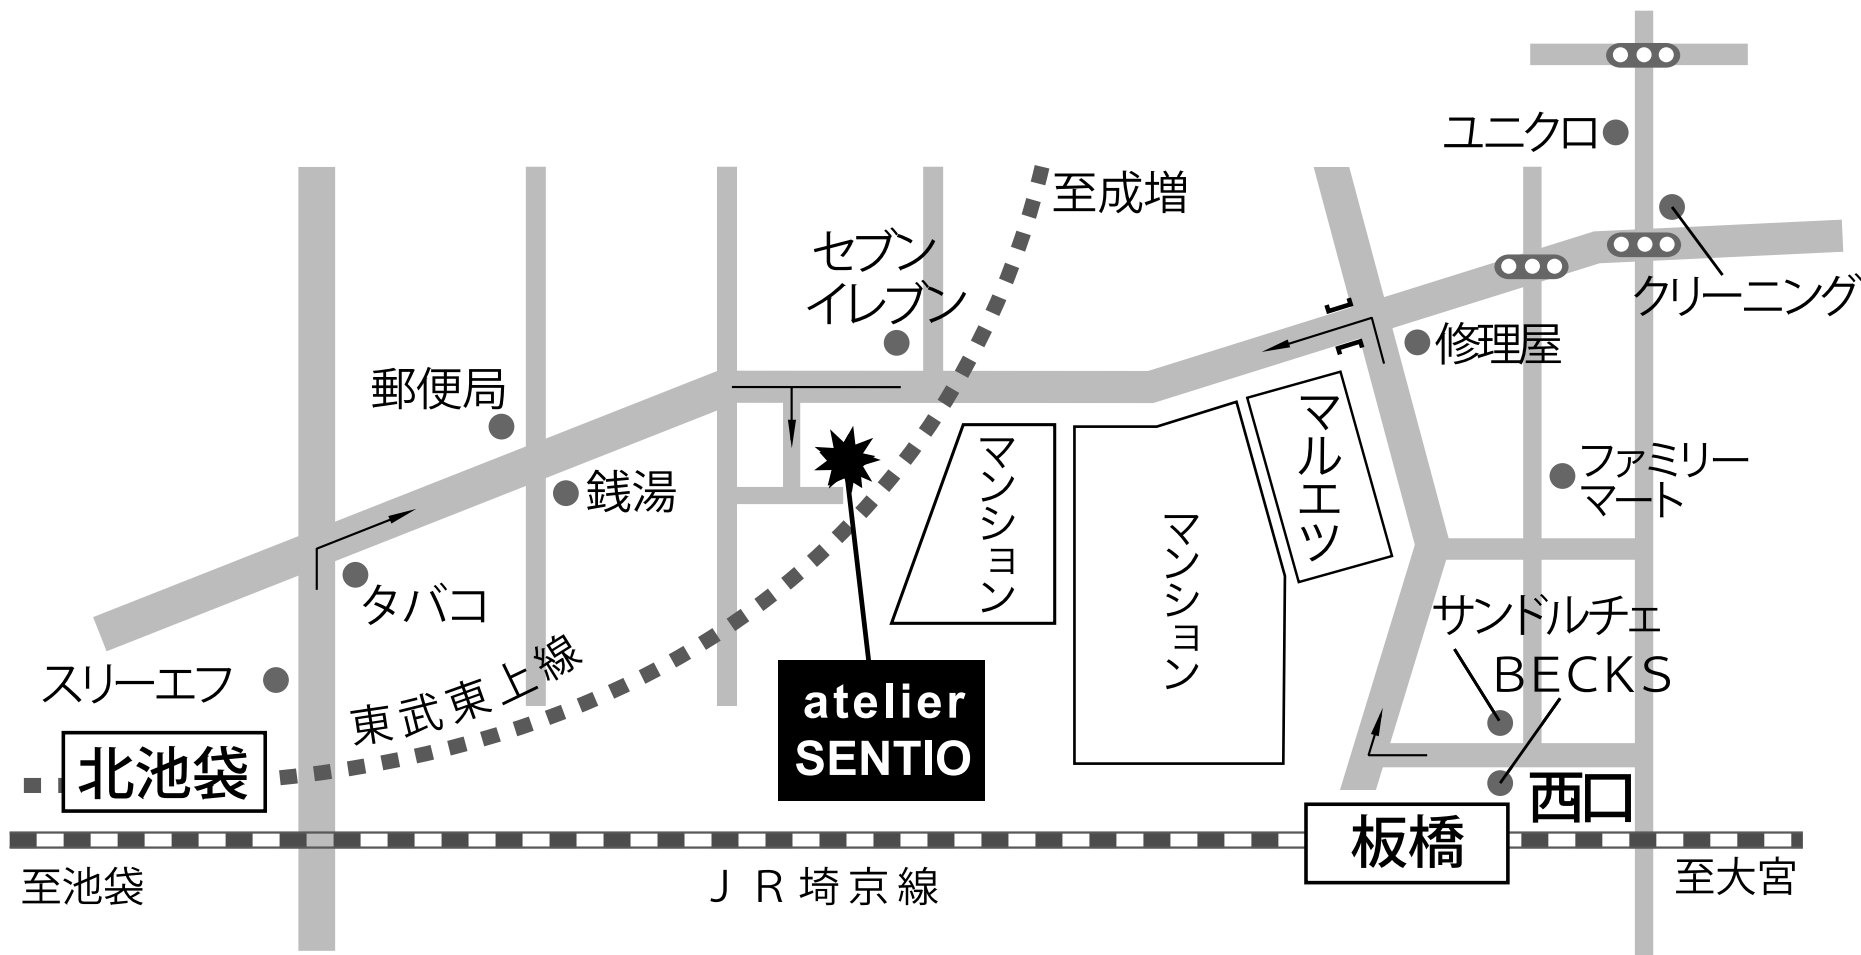 ユニクロ
至成増
セブン
イレブン
クリーニング
修理屋
郵便局
マルエツ
マンション
マンション
ファミリー
マート
銭湯
タバコ
サンドルチェ
BECKS
スリーエフ
東武東上線
atelier
SENTIO
北池袋
西口
板橋
至池袋
JR埼京線
至大宮